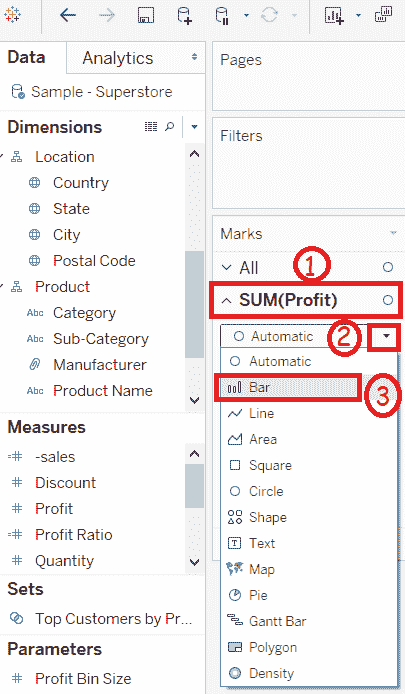 Data
Analytics
Sample - Superstore
Dimensions
Location
Country
State
City
Postal Code
Product
Abc Category
Abc Sub-Category
Manufacturer
Abc Product Name
Measures
-sales
Discount
Profit
Profit Ratio
Quantity
Sets
Top Customers by Pr...
Parameters
Profit Bin Size
Pages
Filters
Marks
All
1
SUM(Profit)
Automatic
2
Automatic
Bar
3
Line
Area
Square
Circle
Shape
T Text
Map
Pie
Gantt Bar
Polygon
Density